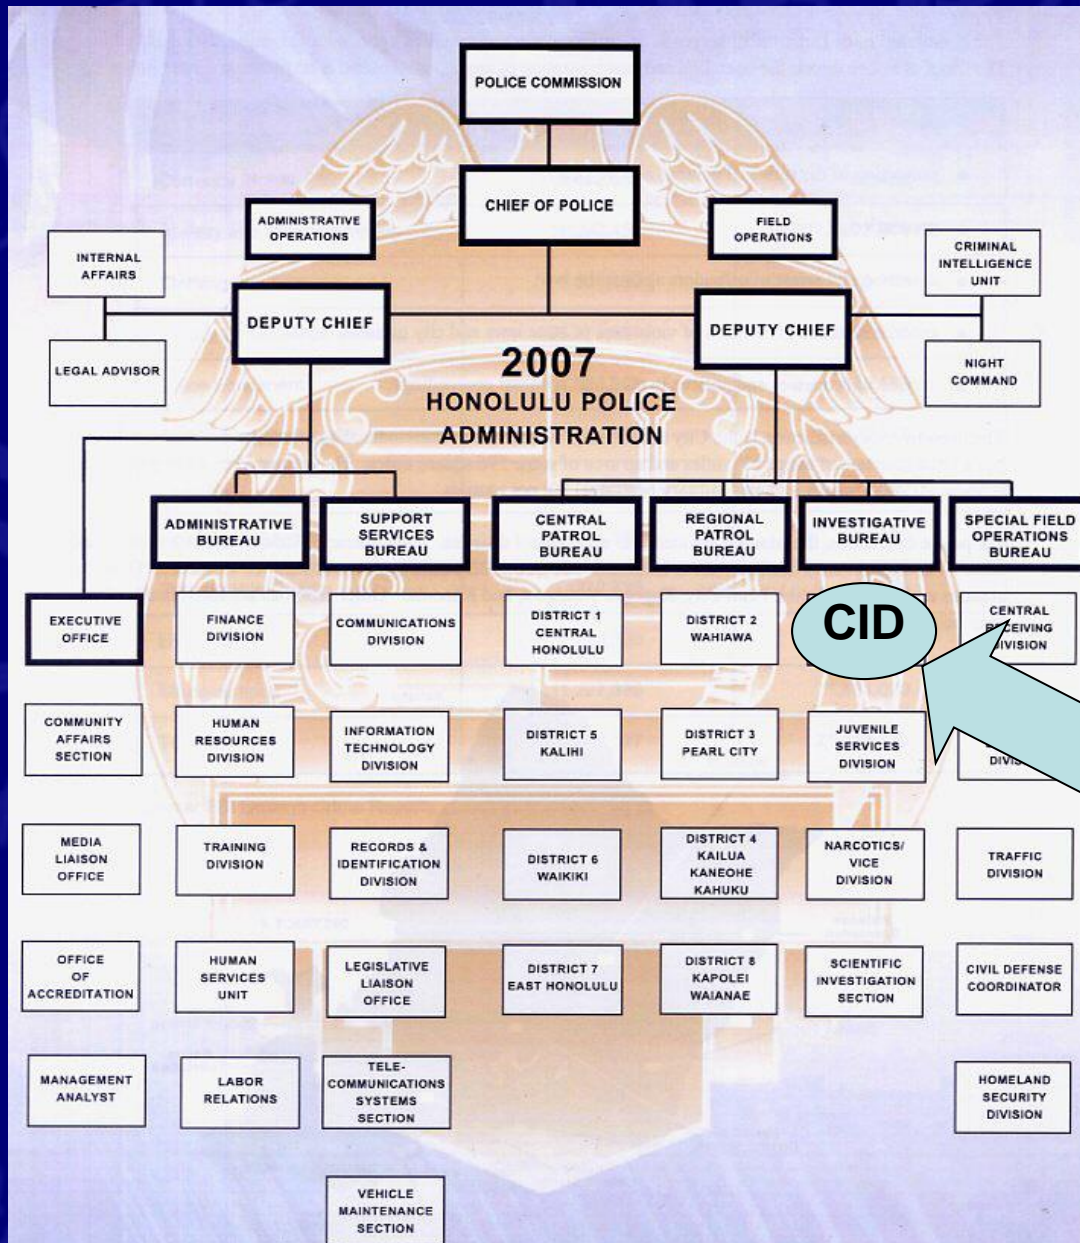 POLICE COMMISSION
CHIEF OF POLICE
ADMINISTRATIVE
OPERATIONS
FIELD
OPERATIONS
INTERNAL
AFFAIRS
CRIMINAL
INTELLIGENCE
UNIT
DEPUTY CHIEF
DEPUTY CHIEF
LEGAL ADVISOR
NIGHT
COMMAND
2007
HONOLULU POLICE
ADMINISTRATION
ADMINISTRATIVE
BUREAU
SUPPORT
SERVICES
BUREAU
CENTRAL
PATROL
BUREAU
REGIONAL
PATROL
BUREAU
INVESTIGATIVE
BUREAU
SPECIAL FIELD
OPERATIONS
BUREAU
EXECUTIVE
OFFICE
FINANCE
DIVISION
COMMUNICATIONS
DIVISION
DISTRICT 1
CENTRAL
HONOLULU
DISTRICT 2
WAHIAWA
CID
CENTRAL
RECEIVING
DIVISION
COMMUNITY
AFFAIRS
SECTION
HUMAN
RESOURCES
DIVISION
INFORMATION
TECHNOLOGY
DIVISION
DISTRICT 5
KALIHI
DISTRICT 3
PEARL CITY
JUVENILE
SERVICES
DIVISION
MEDIA
LIAISON
OFFICE
TRAINING
DIVISION
RECORDS &
IDENTIFICATION
DIVISION
DISTRICT 6
WAIKIKI
DISTRICT 4
KAILUA
KANEOHE
KAHUKU
NARCOTICS/
VICE
DIVISION
TRAFFIC
DIVISION
OFFICE
OF
ACCREDITATION
HUMAN
SERVICES
UNIT
LEGISLATIVE
LIAISON
OFFICE
DISTRICT 7
EAST HONOLULU
DISTRICT 8
KAPOLEI
WAIANAE
SCIENTIFIC
INVESTIGATION
SECTION
CIVIL DEFENSE
COORDINATOR
MANAGEMENT
ANALYST
LABOR
RELATIONS
TELE-
COMMUNICATIONS
SYSTEMS
SECTION
HOMELAND
SECURITY
DIVISION
VEHICLE
MAINTENANCE
SECTION